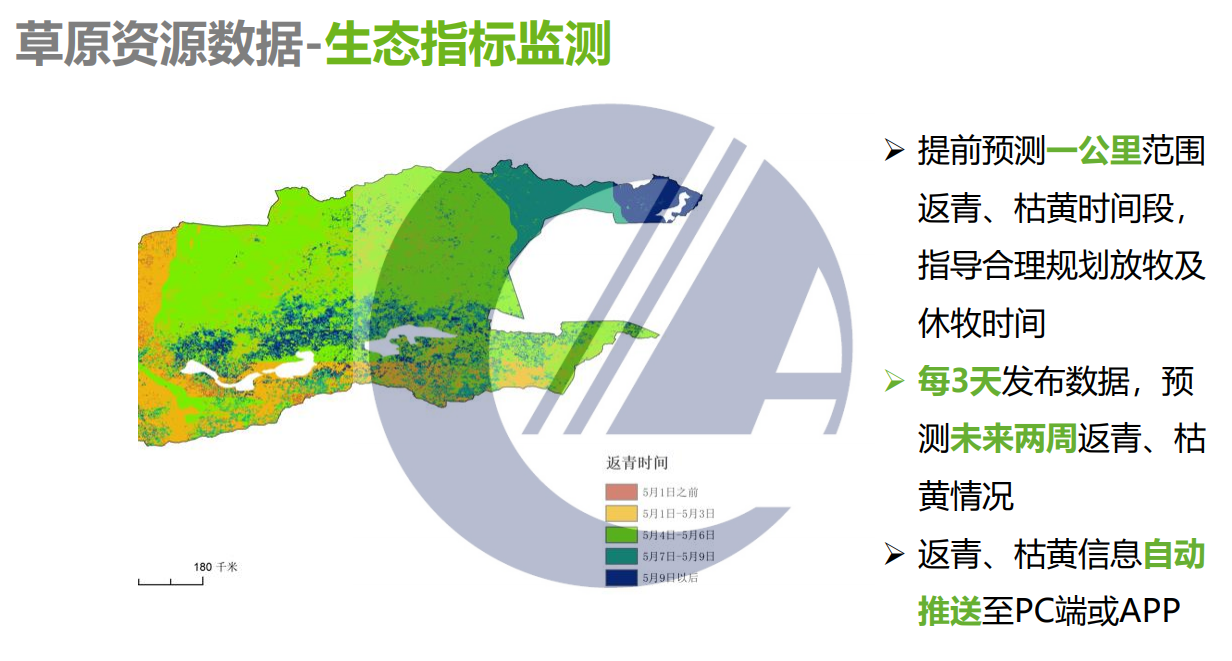 草原资源数据-生态指标监测
提前预测一公里范围
返青、枯黄时间段，
指导合理规划放牧及
休牧时间
每3天发布数据，预
测未来两周返青、枯
黄情况
返青、枯黄信息自动
推送至PC端或APP
返青时间
5月1日之前
5月1日-5月3日
5月4日-5月6日
5月7日-5月9日
5月9日以后
180 千米